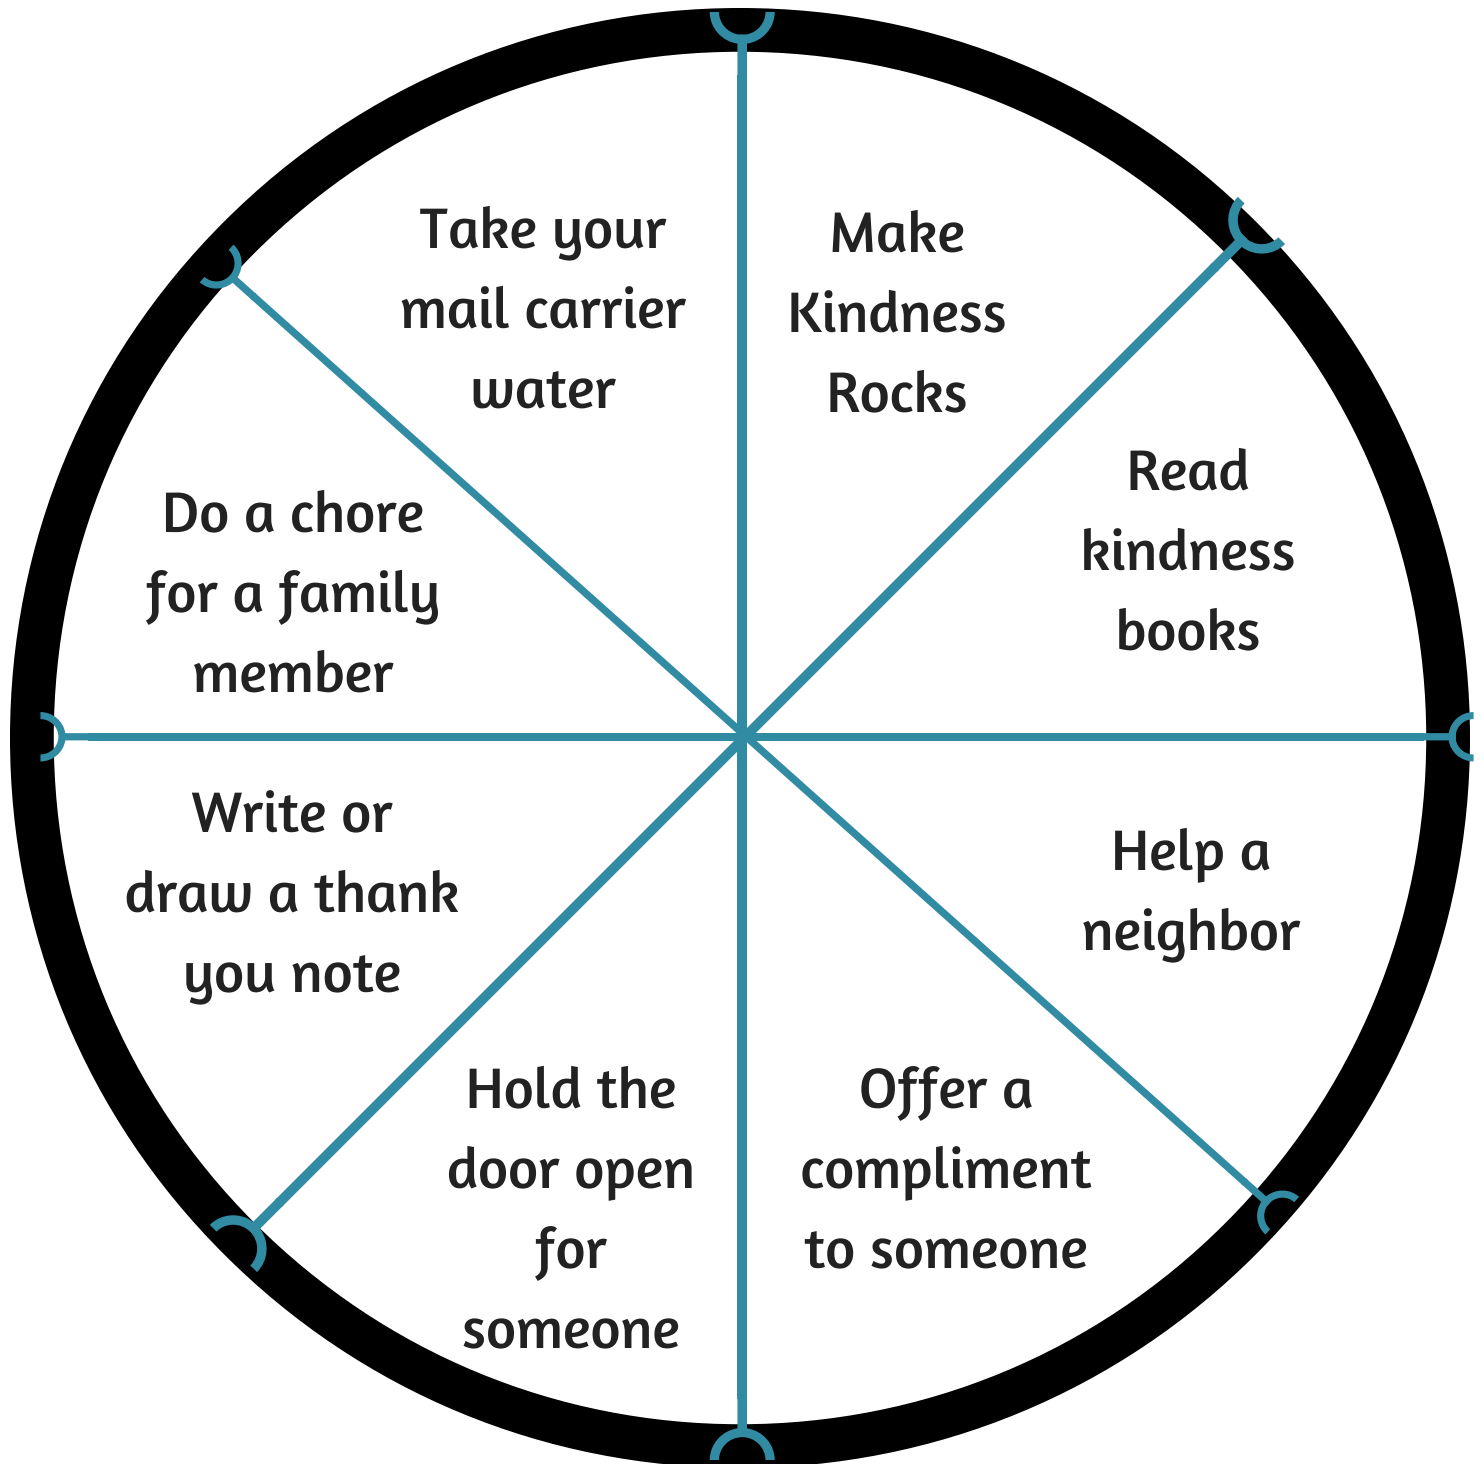 Take your
mail carrier
water
Make
Kindness
Rocks
Read
kindness
books
Help a
neighbor
Offer a
compliment
to someone
Hold the
door open
for
someone
Write or
draw a thank
you note
Do a chore
for a family
member